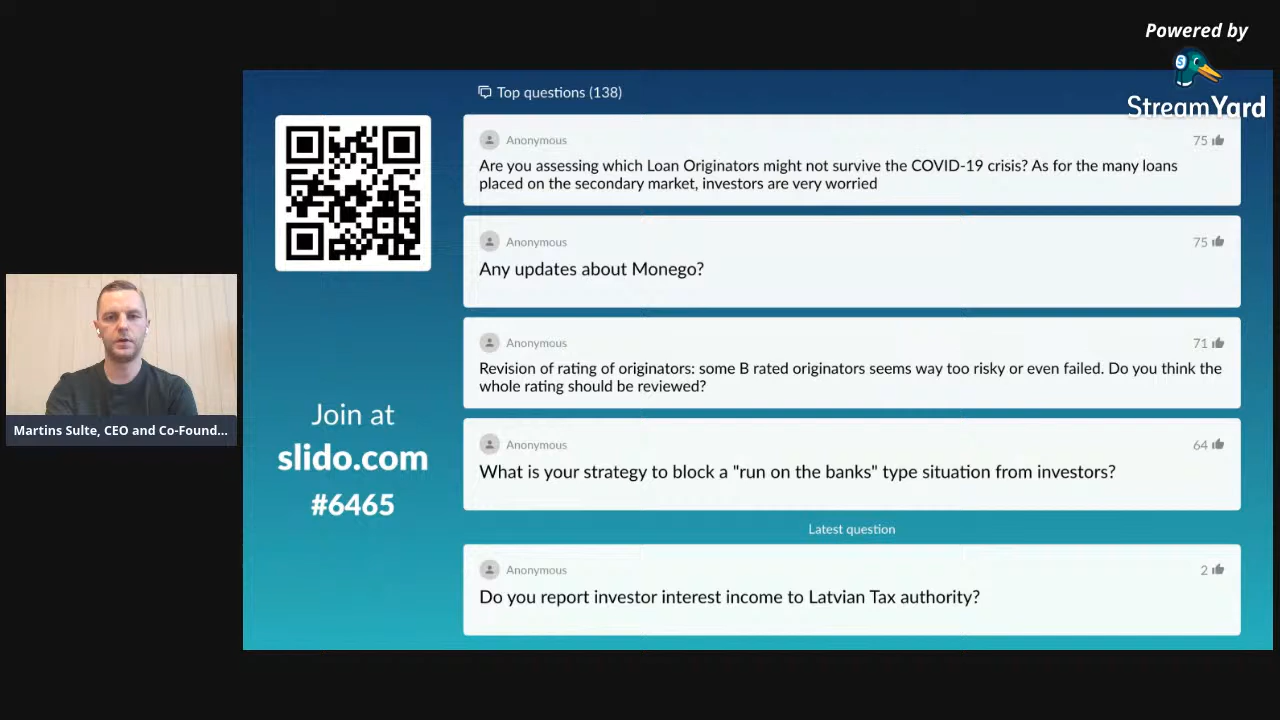 Powered by
StreamYard
Top questions (138)
Anonymous
75
Are you assessing which Loan Originators might not survive the COVID-19 crisis? As for the many loans
placed on the secondary market, investors are very worried
Anonymous
75
Any updates about Monego?
Anonymous
71
Revision of rating of originators: some B rated originators seems way too risky or even failed. Do you think the
whole rating should be reviewed?
Anonymous
64
What is your strategy to block a "run on the banks" type situation from investors?
Latest question
Anonymous
2
Do you report investor interest income to Latvian Tax authority?
Join at
slido.com
#6465
Martins Sulte, CEO and Co-Found...